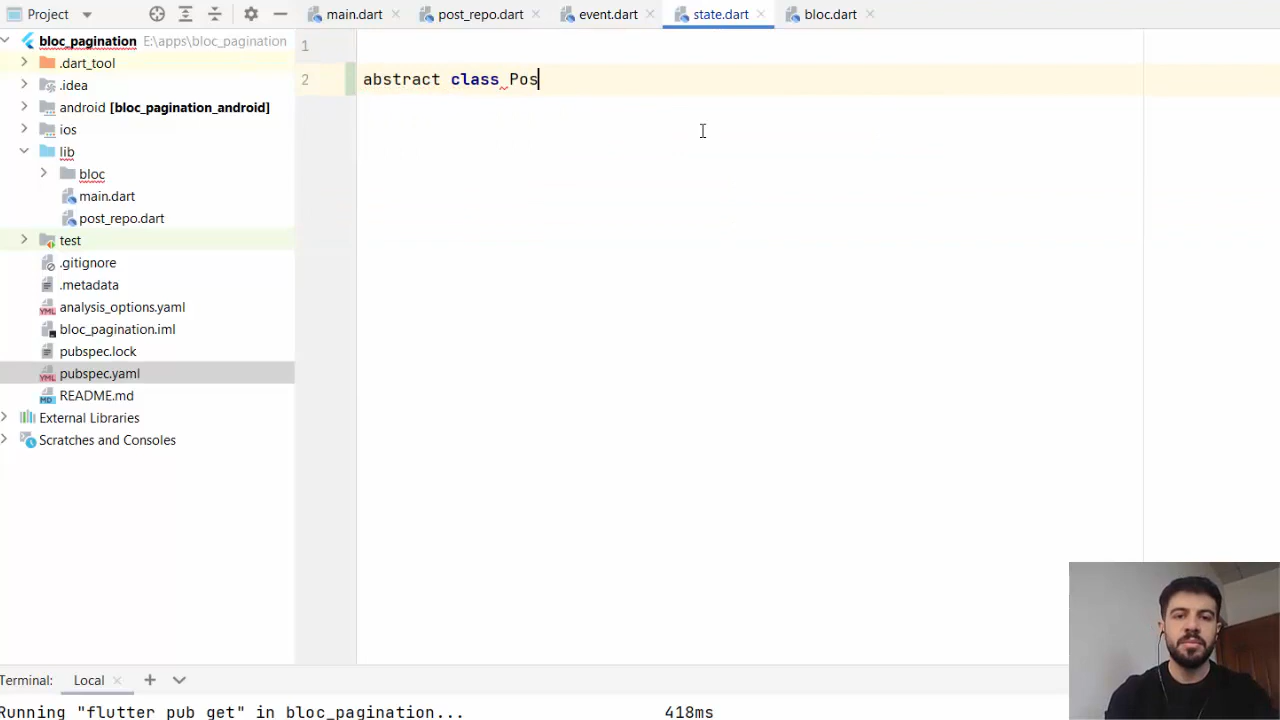 Project
main.dart
post_repo.dart
event.dart
state.dart
bloc.dart
bloc_pagination E:\apps\bloc_pagination
.dart_tool
.idea
android [bloc_pagination_android]
ios
lib
bloc
main.dart
post_repo.dart
test
.gitignore
.metadata
analysis_options.yaml
bloc_pagination.iml
pubspec.lock
pubspec.yaml
README.md
External Libraries
Scratches and Consoles
1
2 abstract class Pos
Terminal: Local
Running "flutter pub get" in bloc_pagination... 418ms